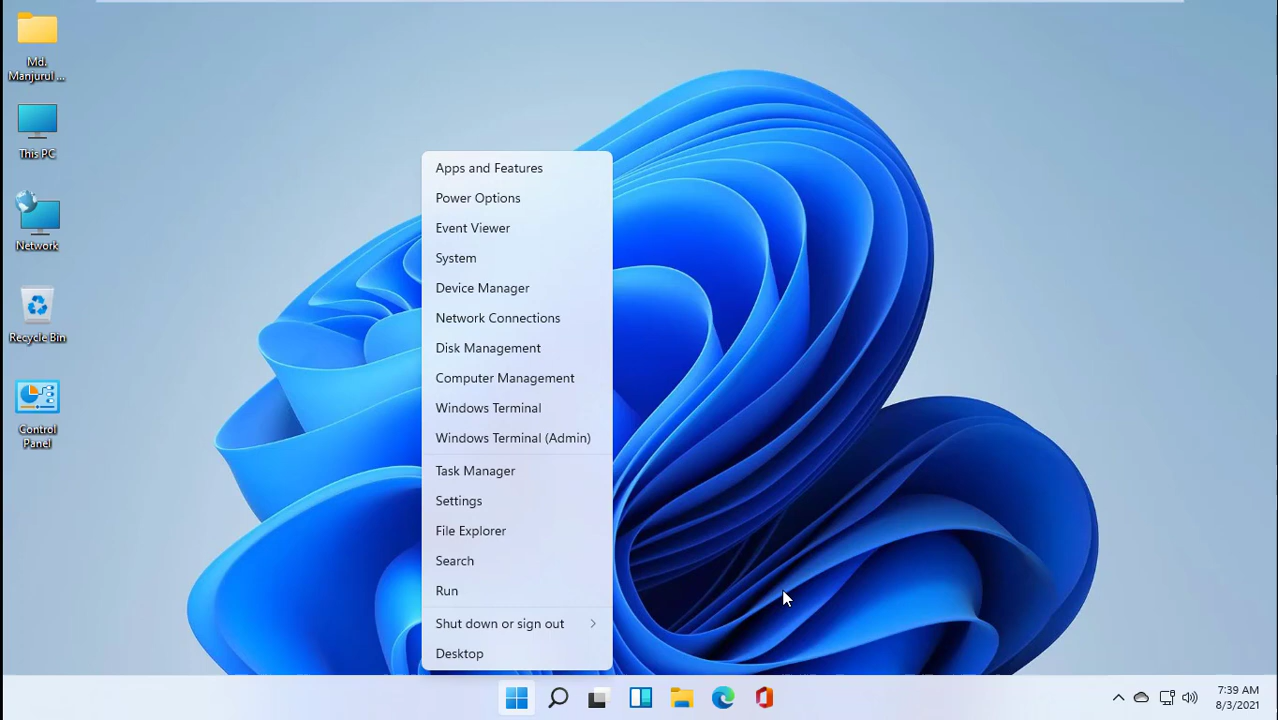 Md.
Manjurul ...
This PC
Network
Recycle Bin
Control
Panel
Apps and Features
Power Options
Event Viewer
System
Device Manager
Network Connections
Disk Management
Computer Management
Windows Terminal
Windows Terminal (Admin)
Task Manager
Settings
File Explorer
Search
Run
Shut down or sign out
Desktop
7:39 AM
8/3/2021